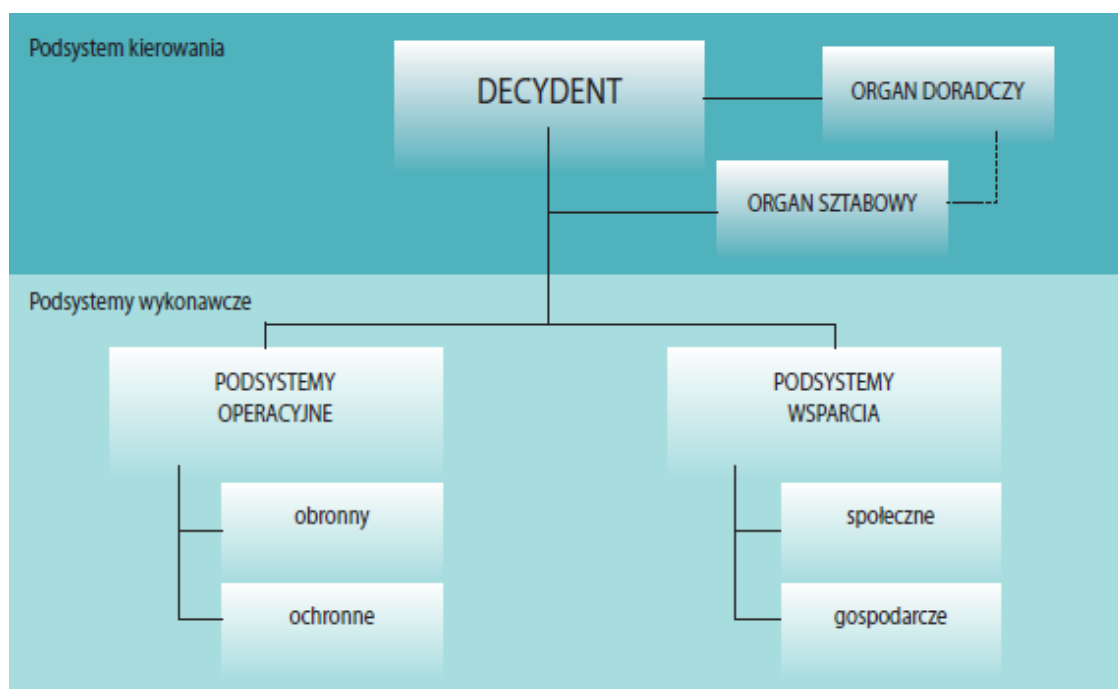 Podsystem kierowania
DECYDENT
ORGAN DORADCZY
ORGAN SZTABOWY
Podsystemy wykonawcze
PODSYSTEMY
OPERACYJNE
PODSYSTEMY
WSPARCIA
obronny
społeczne
ochronne
gospodarcze